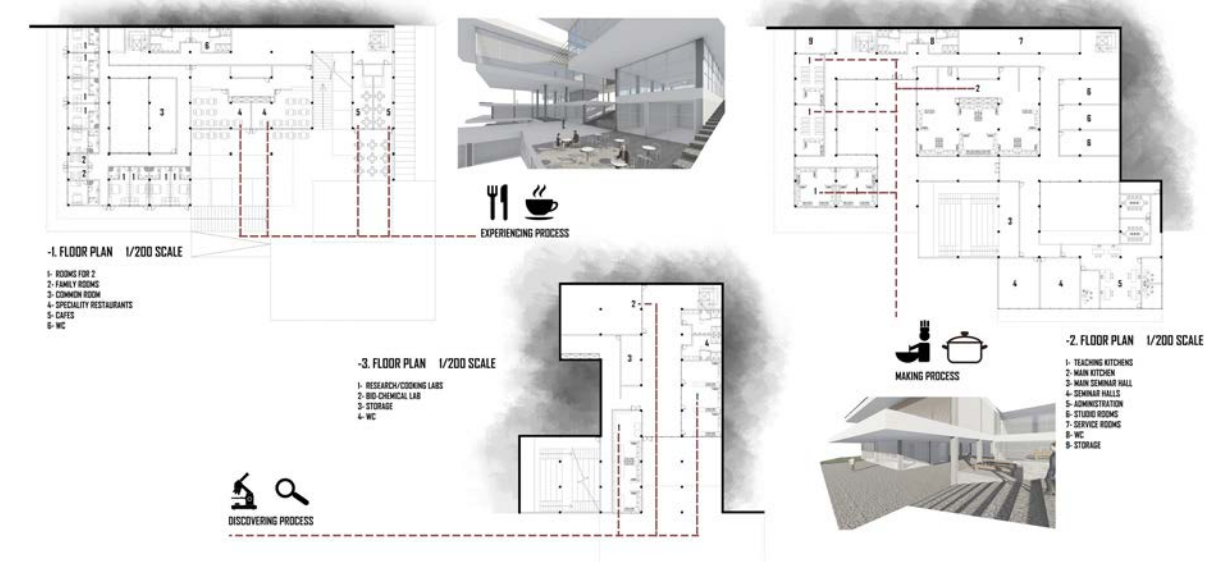 EXPERIENCING PROCESS
-1. FLOOR PLAN 1/200 SCALE
1- ROOMS FOR 2
2- FAMILY ROOMS
3- COMMON ROOM
4- SPECIALITY RESTAURANTS
5- CAFES
6- WC
-3. FLOOR PLAN 1/200 SCALE
1- RESEARCH/COOKING LABS
2- BIO-CHEMICAL LAB
3- STORAGE
4- WC
DISCOVERING PROCESS
MAKING PROCESS
-2. FLOOR PLAN 1/200 SCALE
1- TEACHING KITCHENS
2- MAIN KITCHEN
3- MAIN SEMINAR HALL
4- SEMINAR HALLS
5- ADMINISTRATION
6- STUDIO ROOMS
7- SERVICE ROOMS
8- WC
9- STORAGE